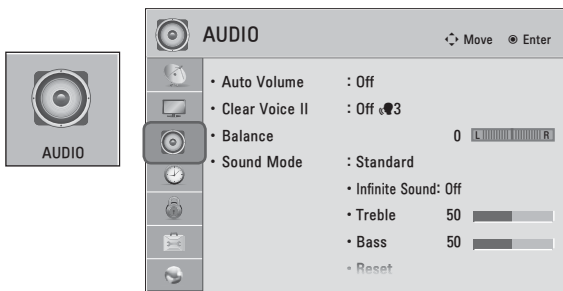 AUDIO
AUDIO
Move Enter
• Auto Volume : Off
• Clear Voice II : Off 3
• Balance 0 L R
• Sound Mode : Standard
• Infinite Sound: Off
• Treble 50
• Bass 50
• Reset